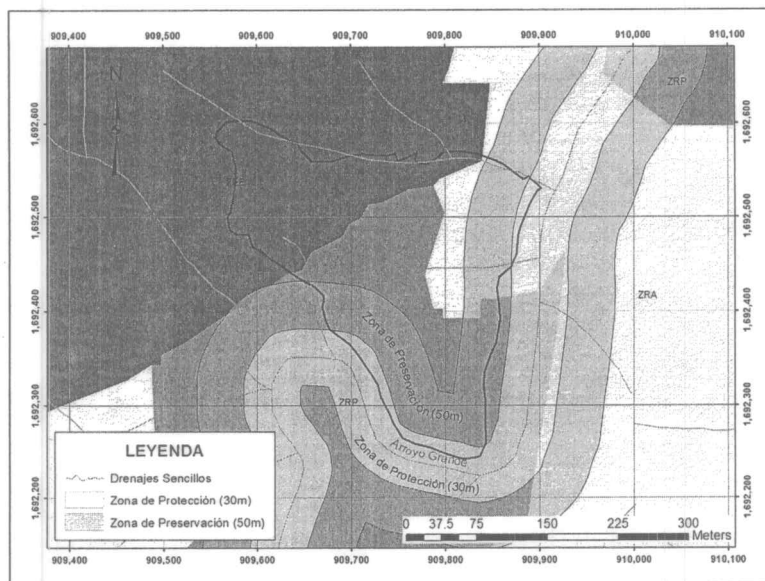 909,400 909,500 909,600 909,700 909,800 909,900 910,000 910,100
N
ZRP
1,692,600
1,692,600
1,692,500
1,692,500
1,692,400
1,692,400
1,692,300
1,692,300
1,692,200
1,692,200
ZRA
Zona de Preservación (50m)
ZRP
Arroyo Grande
Zona de Protección (30m)
LEYENDA
Drenajes Sencillos
Zona de Protección (30m)
Zona de Preservación (50m)
0 37.5 75 150 225 300
Meters
909,400 909,500 909,600 909,700 909,800 909,900 910,000 910,100